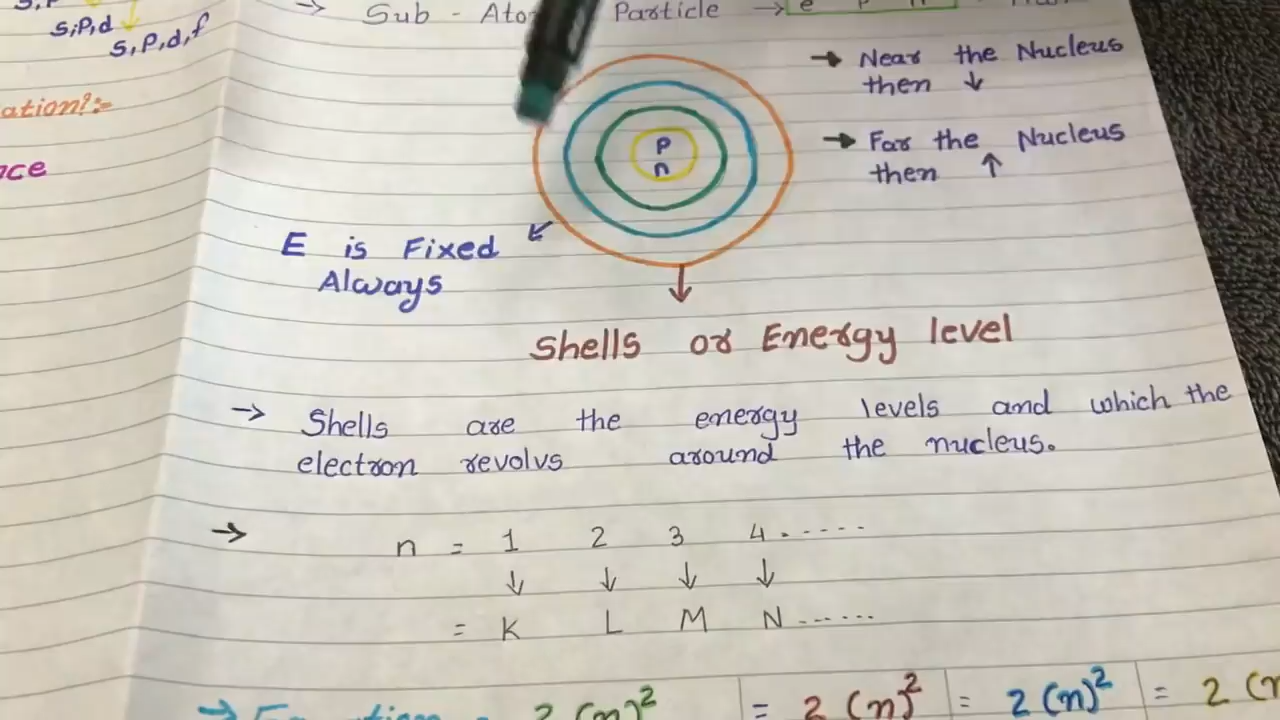 S,P,d
S,P,d,f
ation?:-
nce
→ Sub - Ato Particle → e P n
→ Near the Nucleus
then ↓
→ Far the Nucleus
then ↑
P
n
E is Fixed
Always
Shells or Energy level
→ Shells are the energy levels and which the
electron revolvs around the nucleus.
→ n = 1 2 3 4.....
↓ ↓ ↓ ↓
= K L M N......
= 2 (n)² = 2 (n)² = 2 (n
2 (n)²